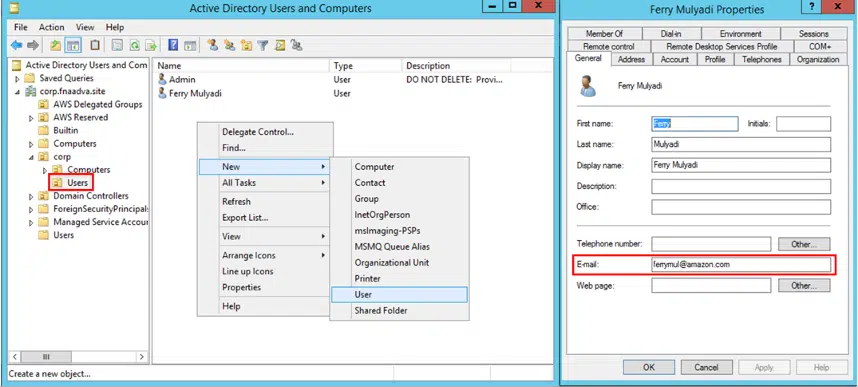 Active Directory Users and Computers
File Action View Help
Active Directory Users and Com
Saved Queries
corp.fnaadva.site
AWS Delegated Groups
AWS Reserved
Builtin
Computers
corp
Computers
Users
Domain Controllers
ForeignSecurityPrincipals
Managed Service Accou
Users
Name Type Description
Admin User DO NOT DELETE: Provi...
Ferry Mulyadi User
Delegate Control...
Find...
New
All Tasks
Refresh
Export List...
View
Arrange Icons
Line up Icons
Properties
Help
Computer
Contact
Group
InetOrgPerson
msImaging-PSPs
MSMQ Queue Alias
Organizational Unit
Printer
User
Shared Folder
Create a new object...
Ferry Mulyadi Properties
Member Of Dial-in Environment Sessions
Remote control Remote Desktop Services Profile COM+
General Address Account Profile Telephones Organization
Ferry Mulyadi
First name: Ferry Initials:
Last name: Mulyadi
Display name: Ferry Mulyadi
Description:
Office:
Telephone number: Other...
E-mail: ferrymul@amazon.com
Web page: Other...
OK Cancel Apply Help